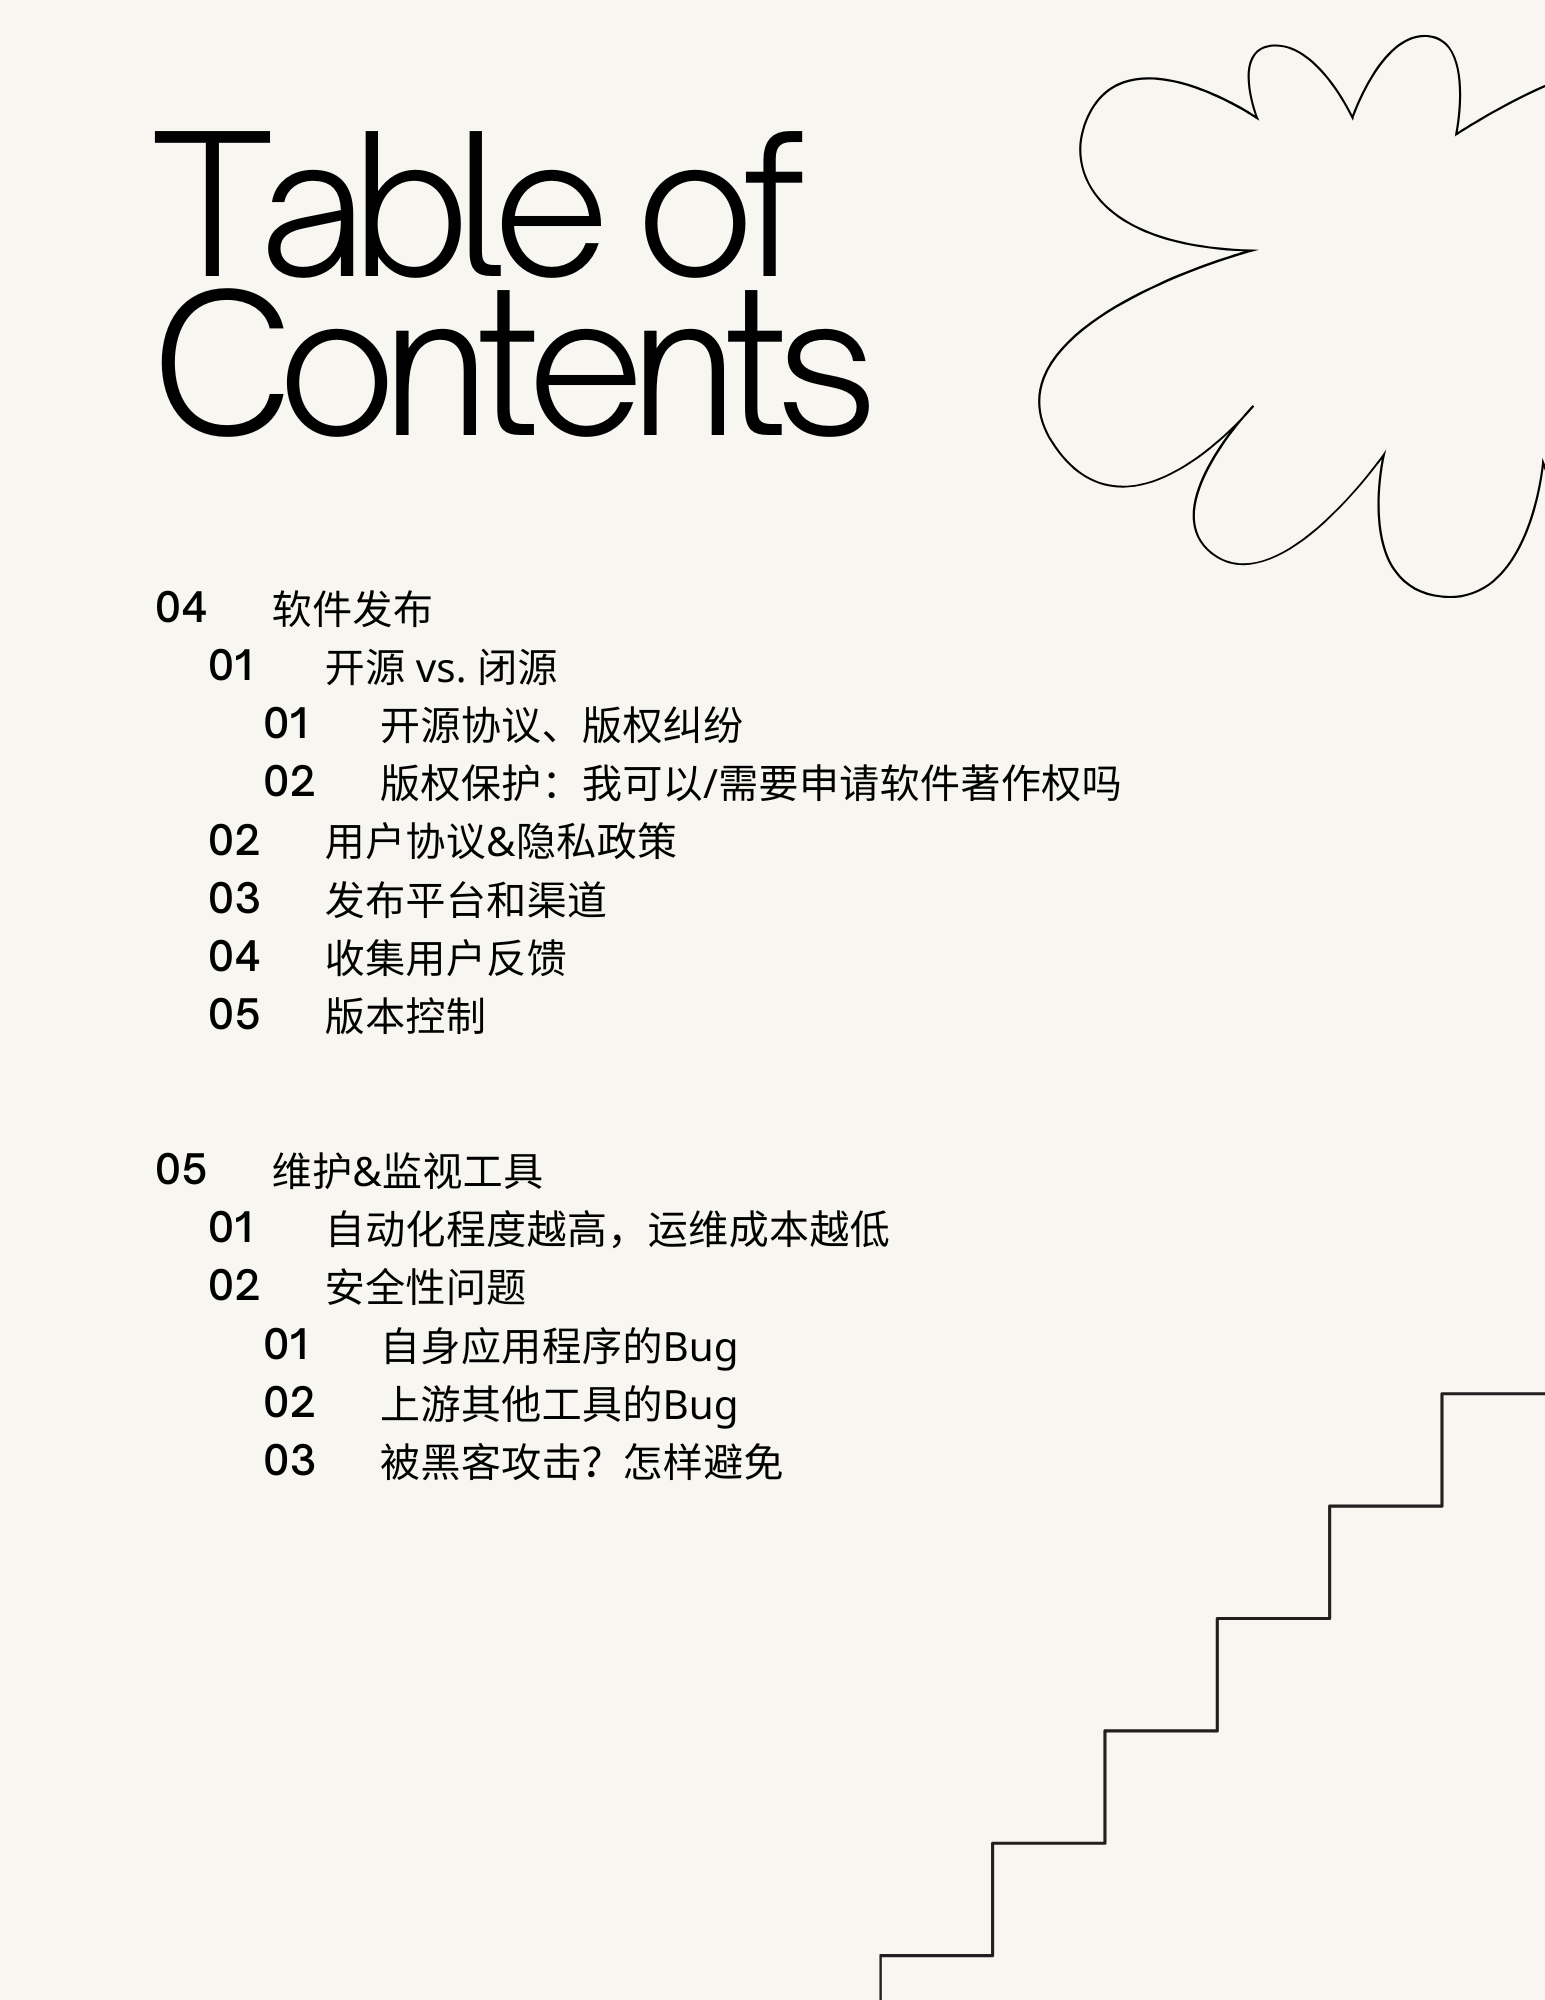 Table of
Contents
04 软件发布
01 开源 vs. 闭源
01 开源协议、版权纠纷
02 版权保护：我可以/需要申请软件著作权吗
02 用户协议&隐私政策
03 发布平台和渠道
04 收集用户反馈
05 版本控制
05 维护&监视工具
01 自动化程度越高，运维成本越低
02 安全性问题
01 自身应用程序的Bug
02 上游其他工具的Bug
03 被黑客攻击？怎样避免